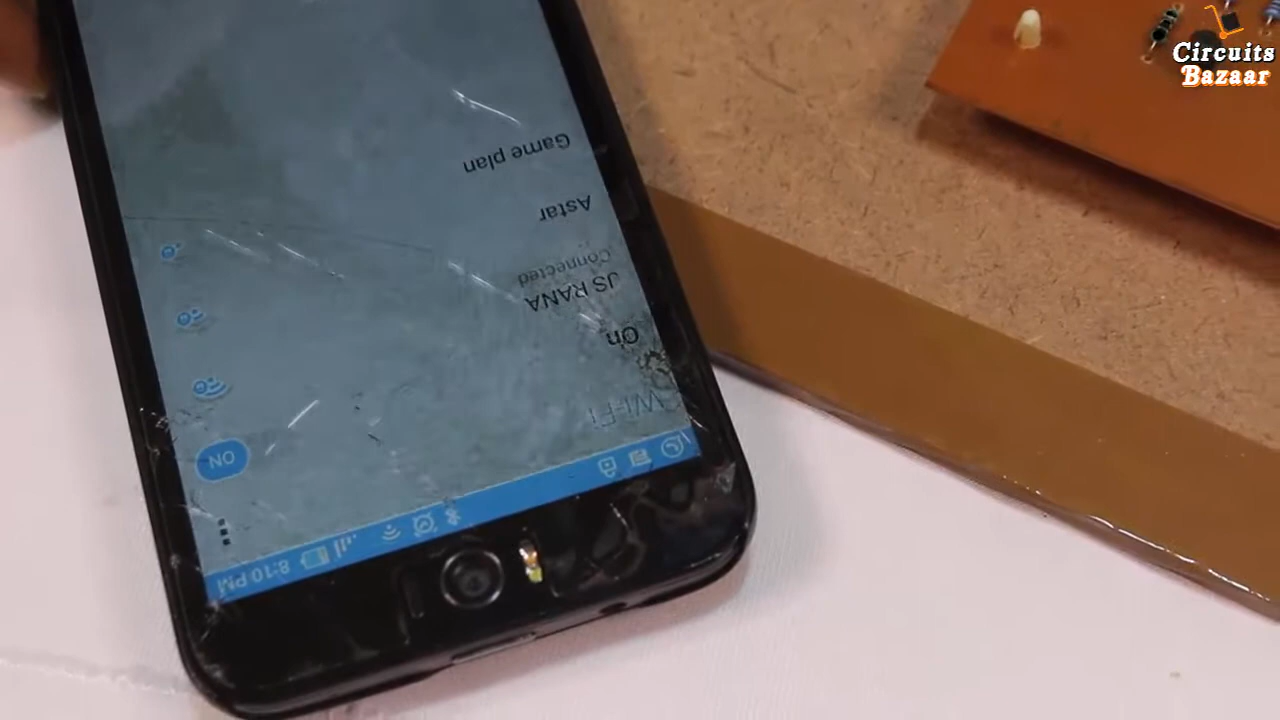 8:10 PM
Wi-Fi
On
ON
JS RANA
Connected
Astar
Game plan
Circuits
Bazaar